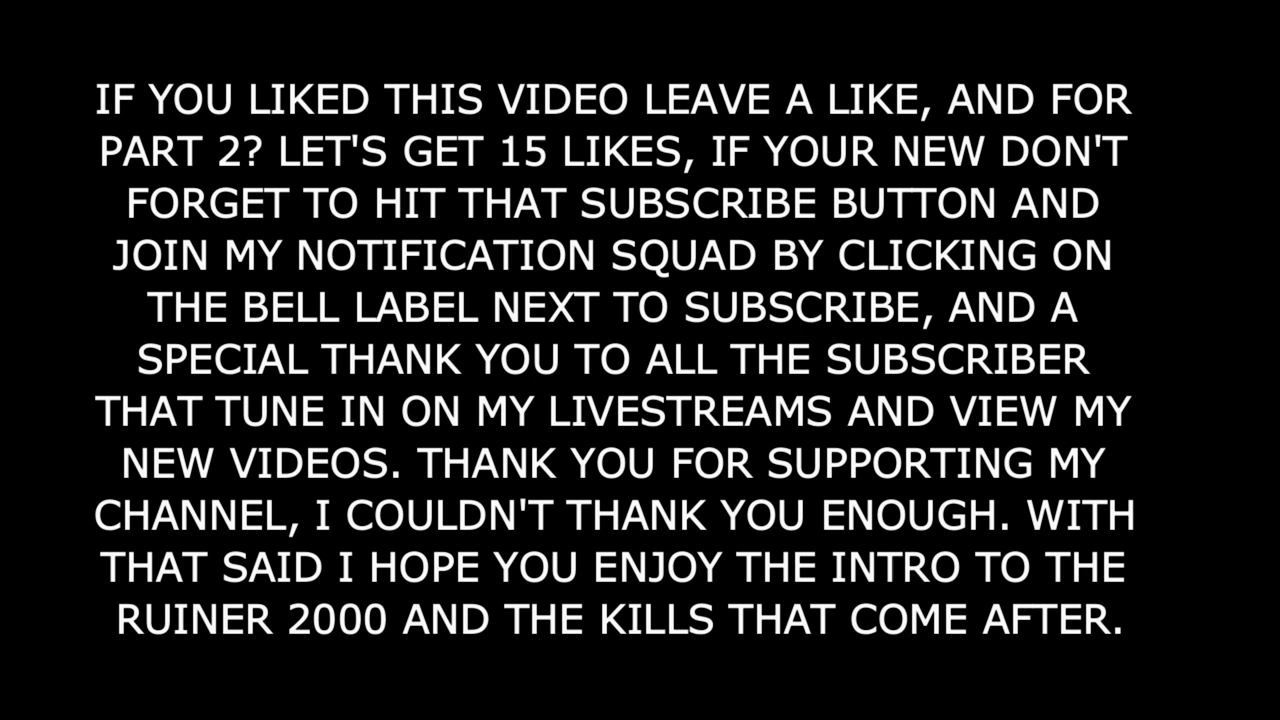 IF YOU LIKED THIS VIDEO LEAVE A LIKE, AND FOR
PART 2? LET'S GET 15 LIKES, IF YOUR NEW DON'T
FORGET TO HIT THAT SUBSCRIBE BUTTON AND
JOIN MY NOTIFICATION SQUAD BY CLICKING ON
THE BELL LABEL NEXT TO SUBSCRIBE, AND A
SPECIAL THANK YOU TO ALL THE SUBSCRIBER
THAT TUNE IN ON MY LIVESTREAMS AND VIEW MY
NEW VIDEOS. THANK YOU FOR SUPPORTING MY
CHANNEL, I COULDN'T THANK YOU ENOUGH. WITH
THAT SAID I HOPE YOU ENJOY THE INTRO TO THE
RUINER 2000 AND THE KILLS THAT COME AFTER.